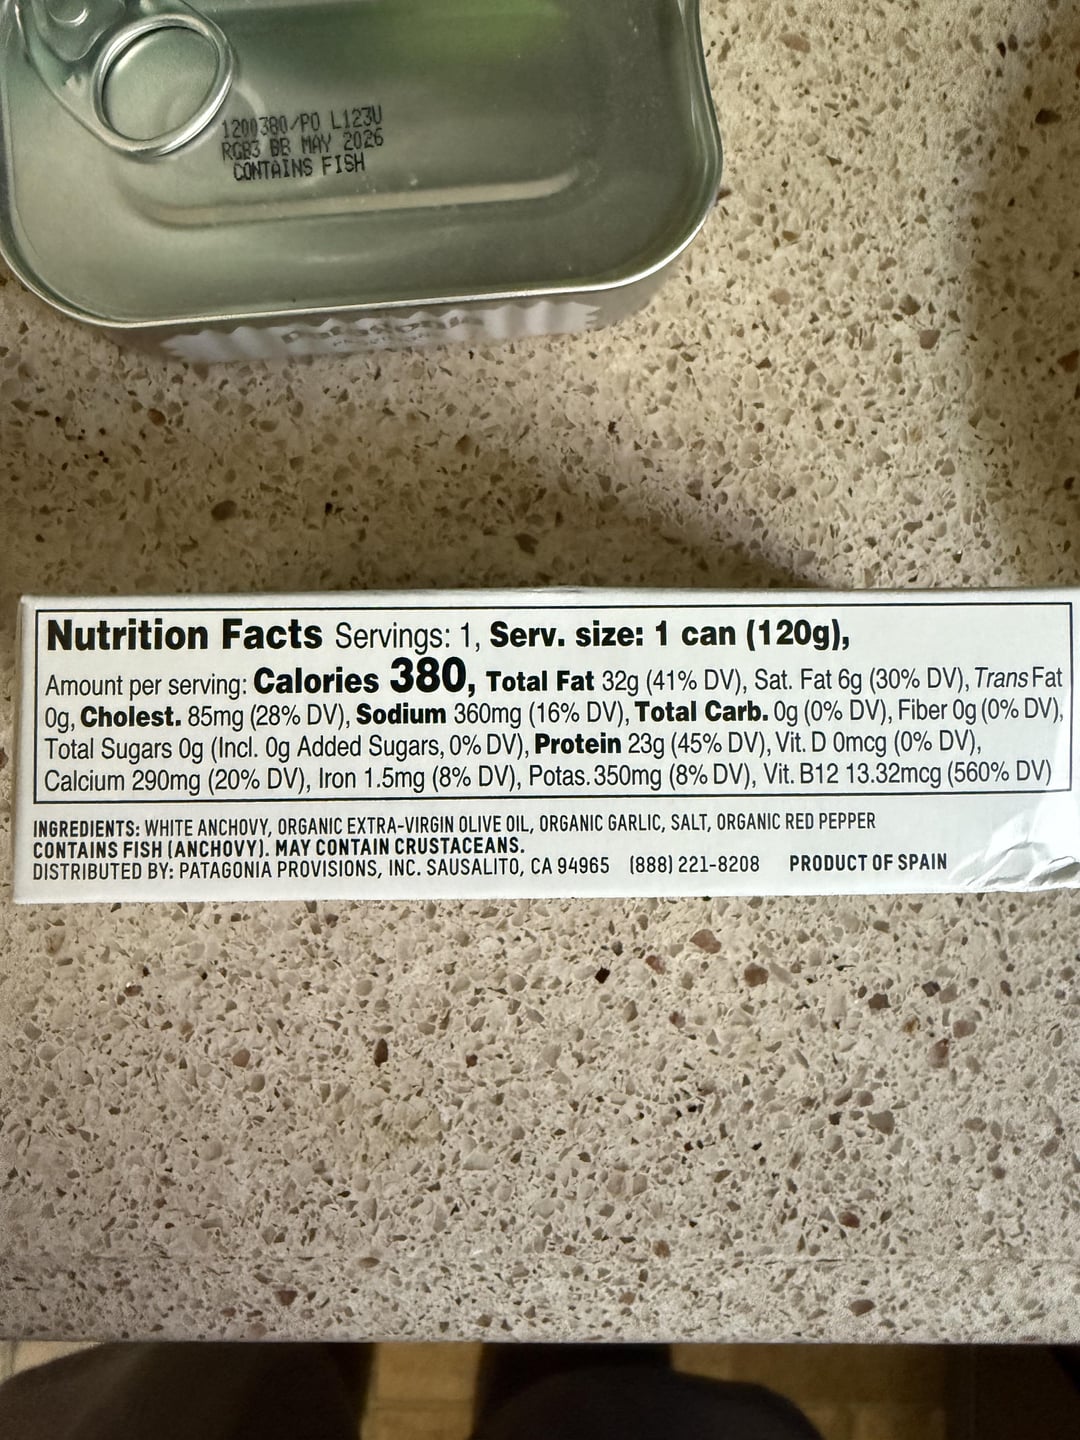 1200380/PO L123U
RGB3 BB MAY 2026
CONTAINS FISH
Nutrition Facts Servings: 1, Serv. size: 1 can (120g),
Amount per serving: Calories 380, Total Fat 32g (41% DV), Sat. Fat 6g (30% DV), Trans Fat
0g, Cholest. 85mg (28% DV), Sodium 360mg (16% DV), Total Carb. 0g (0% DV), Fiber 0g (0% DV),
Total Sugars 0g (Incl. 0g Added Sugars, 0% DV), Protein 23g (45% DV), Vit. D 0mcg (0% DV),
Calcium 290mg (20% DV), Iron 1.5mg (8% DV), Potas. 350mg (8% DV), Vit. B12 13.32mcg (560% DV)
INGREDIENTS: WHITE ANCHOVY, ORGANIC EXTRA-VIRGIN OLIVE OIL, ORGANIC GARLIC, SALT, ORGANIC RED PEPPER
CONTAINS FISH (ANCHOVY). MAY CONTAIN CRUSTACEANS.
DISTRIBUTED BY: PATAGONIA PROVISIONS, INC. SAUSALITO, CA 94965 (888) 221-8208 PRODUCT OF SPAIN